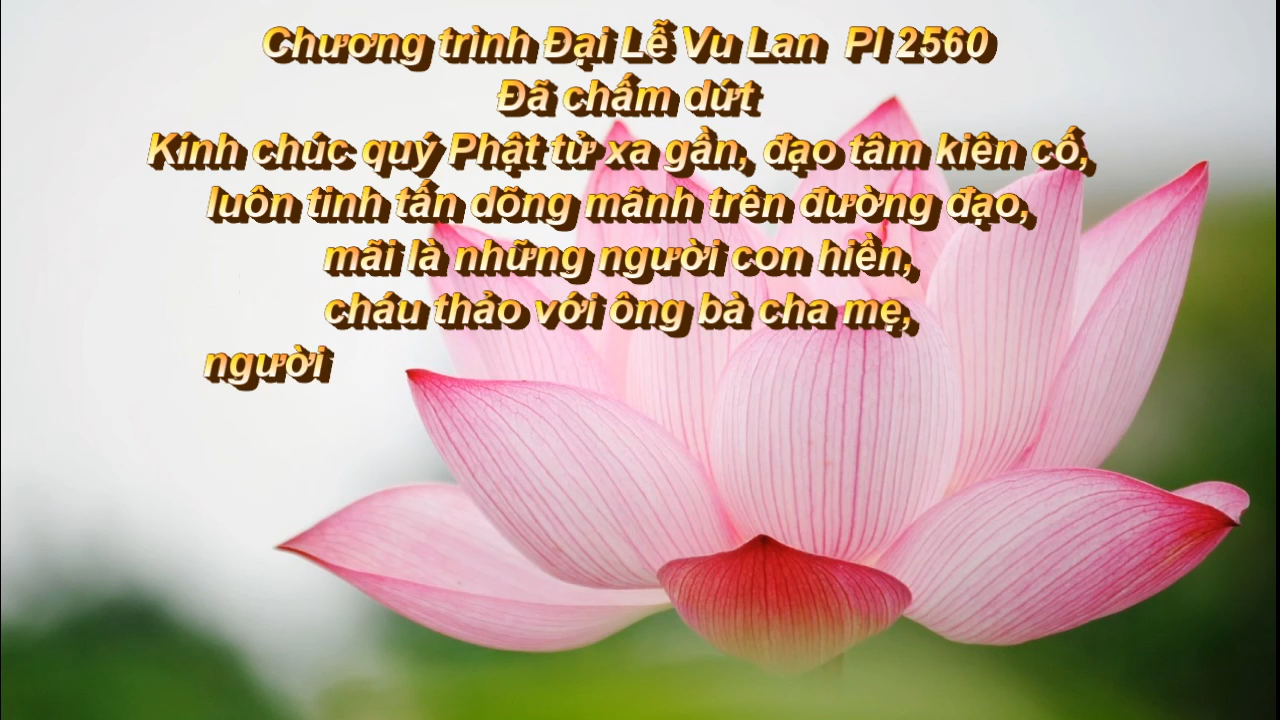 Chương trình Đại Lễ Vu Lan Pl 2560
Đã chấm dứt
Kính chúc quý Phật tử xa gần, đạo tâm kiên cố,
luôn tinh tấn dõng mãnh trên đường đạo,
mãi là những người con hiền,
cháu thảo với ông bà cha mẹ,
người